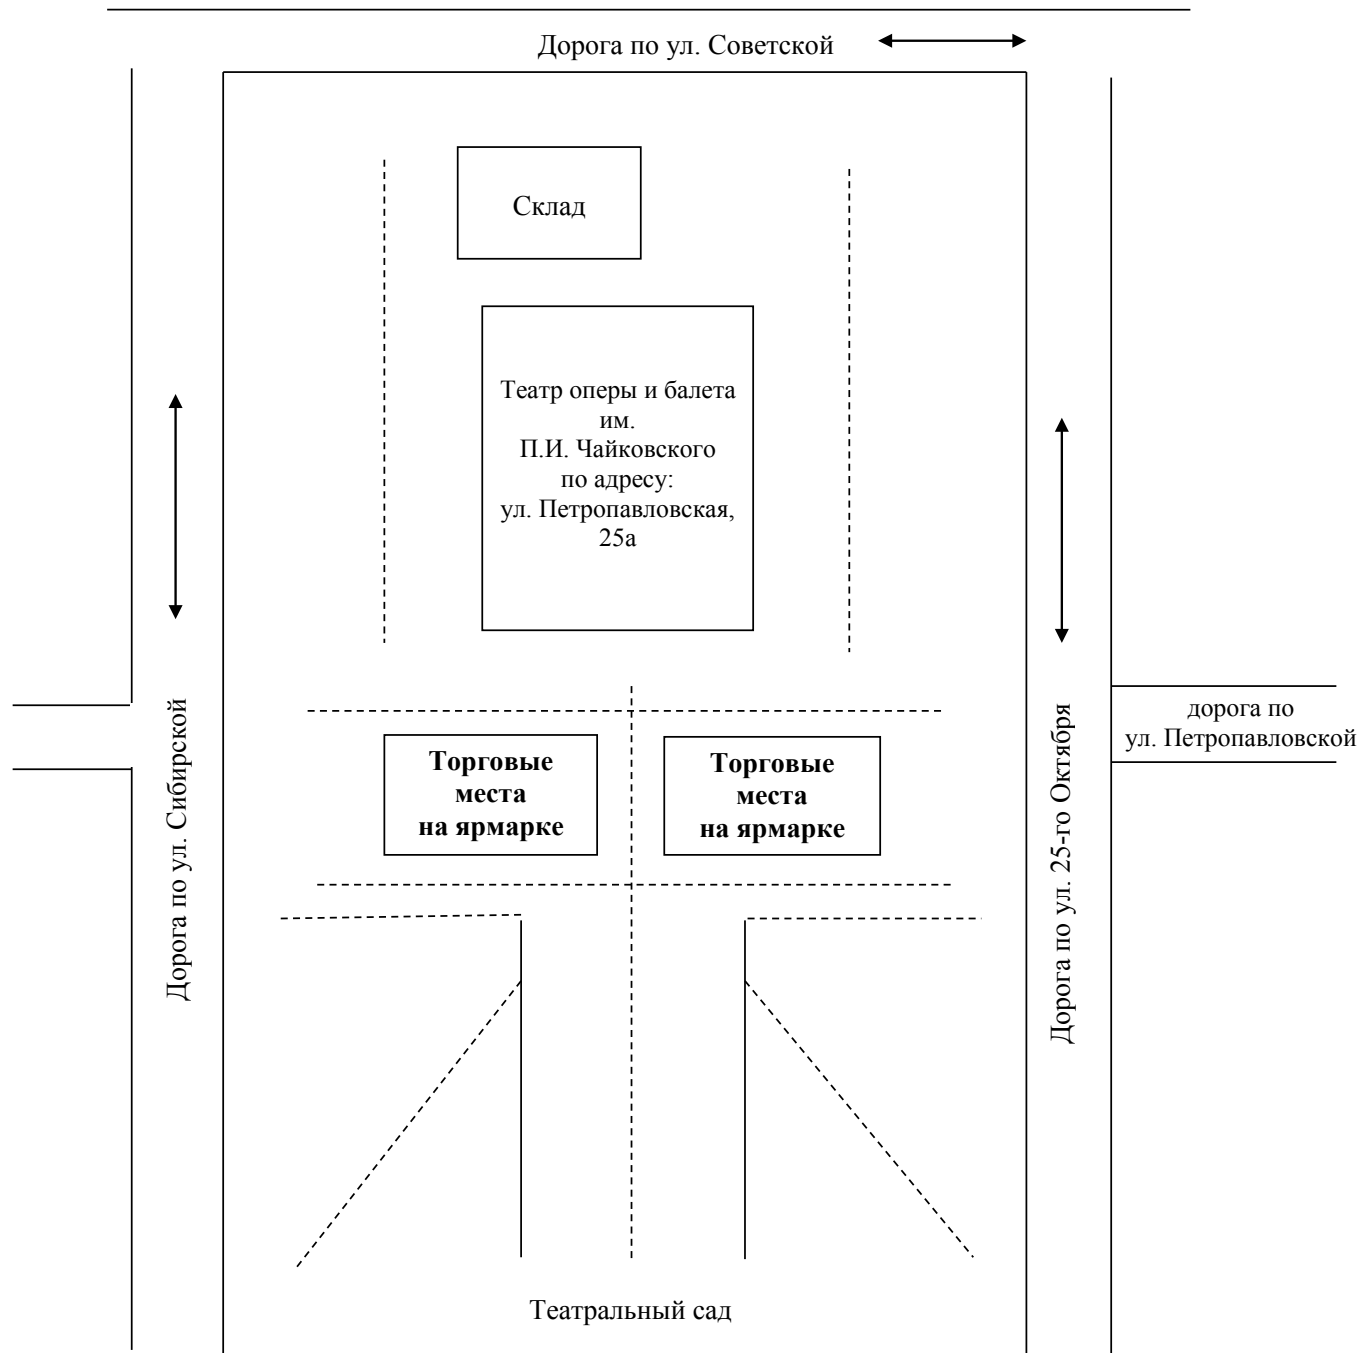 Дорога по ул. Советской
Склад
Театр оперы и балета
им.
П.И. Чайковского
по адресу:
ул. Петропавловская,
25а
Дорога по ул. Сибирской
Дорога по ул. 25-го Октября
дорога по
ул. Петропавловской
Торговые
места
на ярмарке
Торговые
места
на ярмарке
Театральный сад